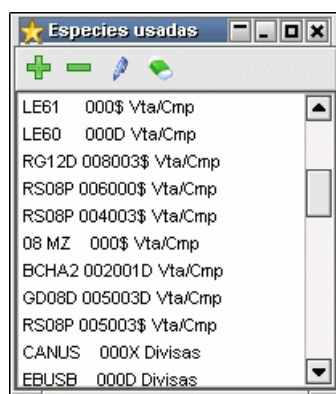 Especies usadas
LE61 000$ Vta/Cmp
LE60 000D Vta/Cmp
RG12D 008003$ Vta/Cmp
RS08P 006000$ Vta/Cmp
RS08P 004003$ Vta/Cmp
08 MZ 000$ Vta/Cmp
BCHA2 002001D Vta/Cmp
GD08D 005003D Vta/Cmp
RS08P 005003$ Vta/Cmp
CANUS 000X Divisas
EBUSB 000D Divisas